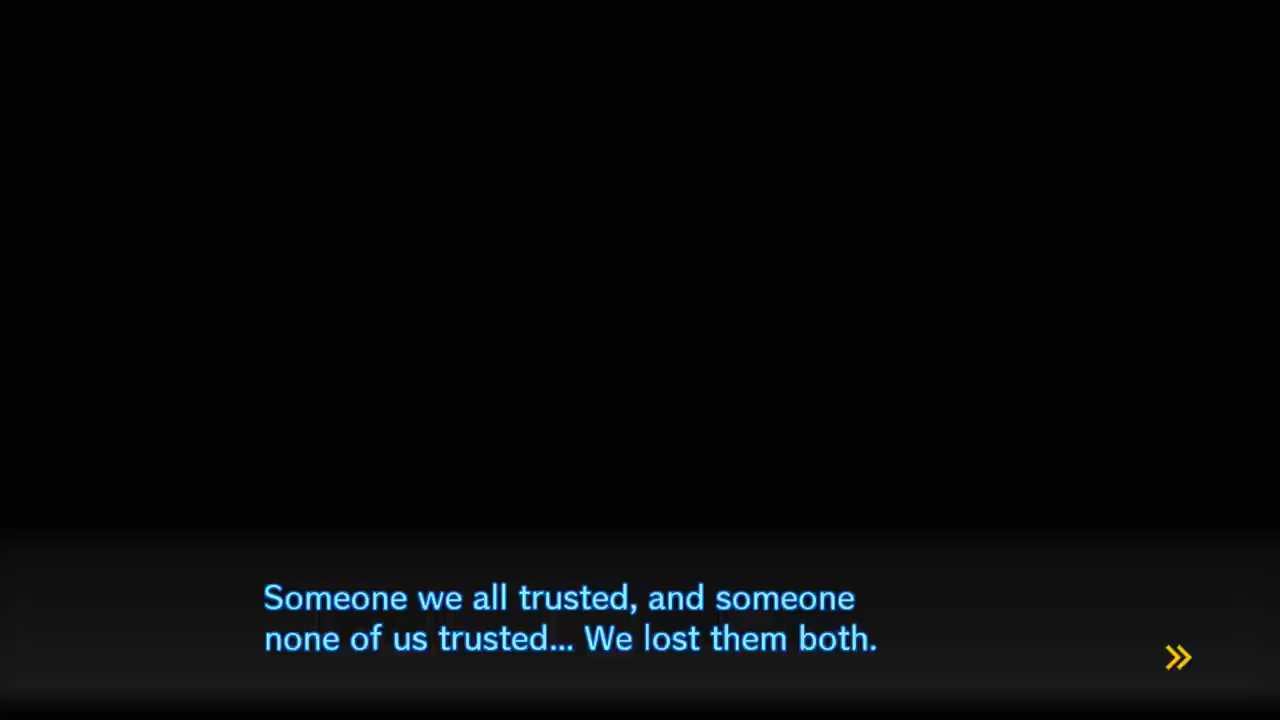 Someone we all trusted, and someone
none of us trusted... We lost them both.